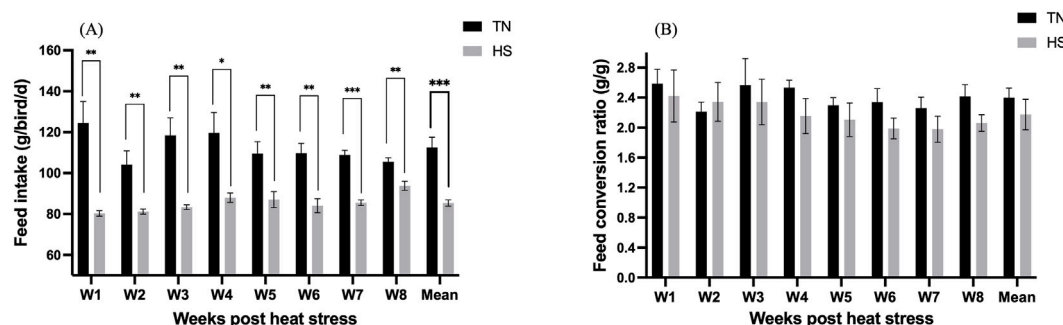 (A)
TN
HS
Feed intake (g/bird/d)
160
140
120
100
80
60
**
**
**
*
**
**
***
**
***
W1 W2 W3 W4 W5 W6 W7 W8 Mean
Weeks post heat stress
(B)
TN
HS
Feed conversion ratio (g/g)
2.8
2.4
2.0
1.6
1.2
0.8
0.4
0.0
W1 W2 W3 W4 W5 W6 W7 W8 Mean
Weeks post heat stress